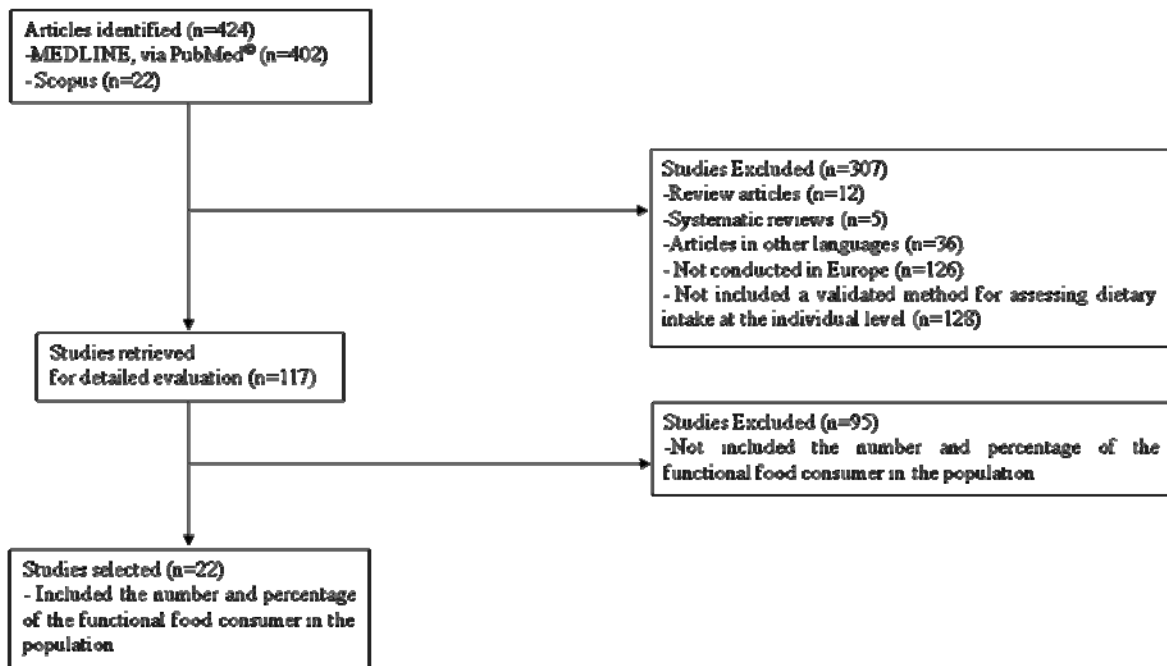 Articles identified (n=424)
-MEDLINE, via PubMed© (n=402)
- Scopus (n=22)
Studies Excluded (n=307)
-Review articles (n=12)
-Systematic reviews (n=5)
-Articles in other languages (n=36)
- Not conducted in Europe (n=126)
- Not included a validated method for assessing dietary
intake at the individual level (n=128)
Studies retrieved
for detailed evaluation (n=117)
Studies Excluded (n=95)
-Not included the number and percentage of the
functional food consumer in the population
Studies selected (n=22)
- Included the number and percentage
of the functional food consumer in the
population